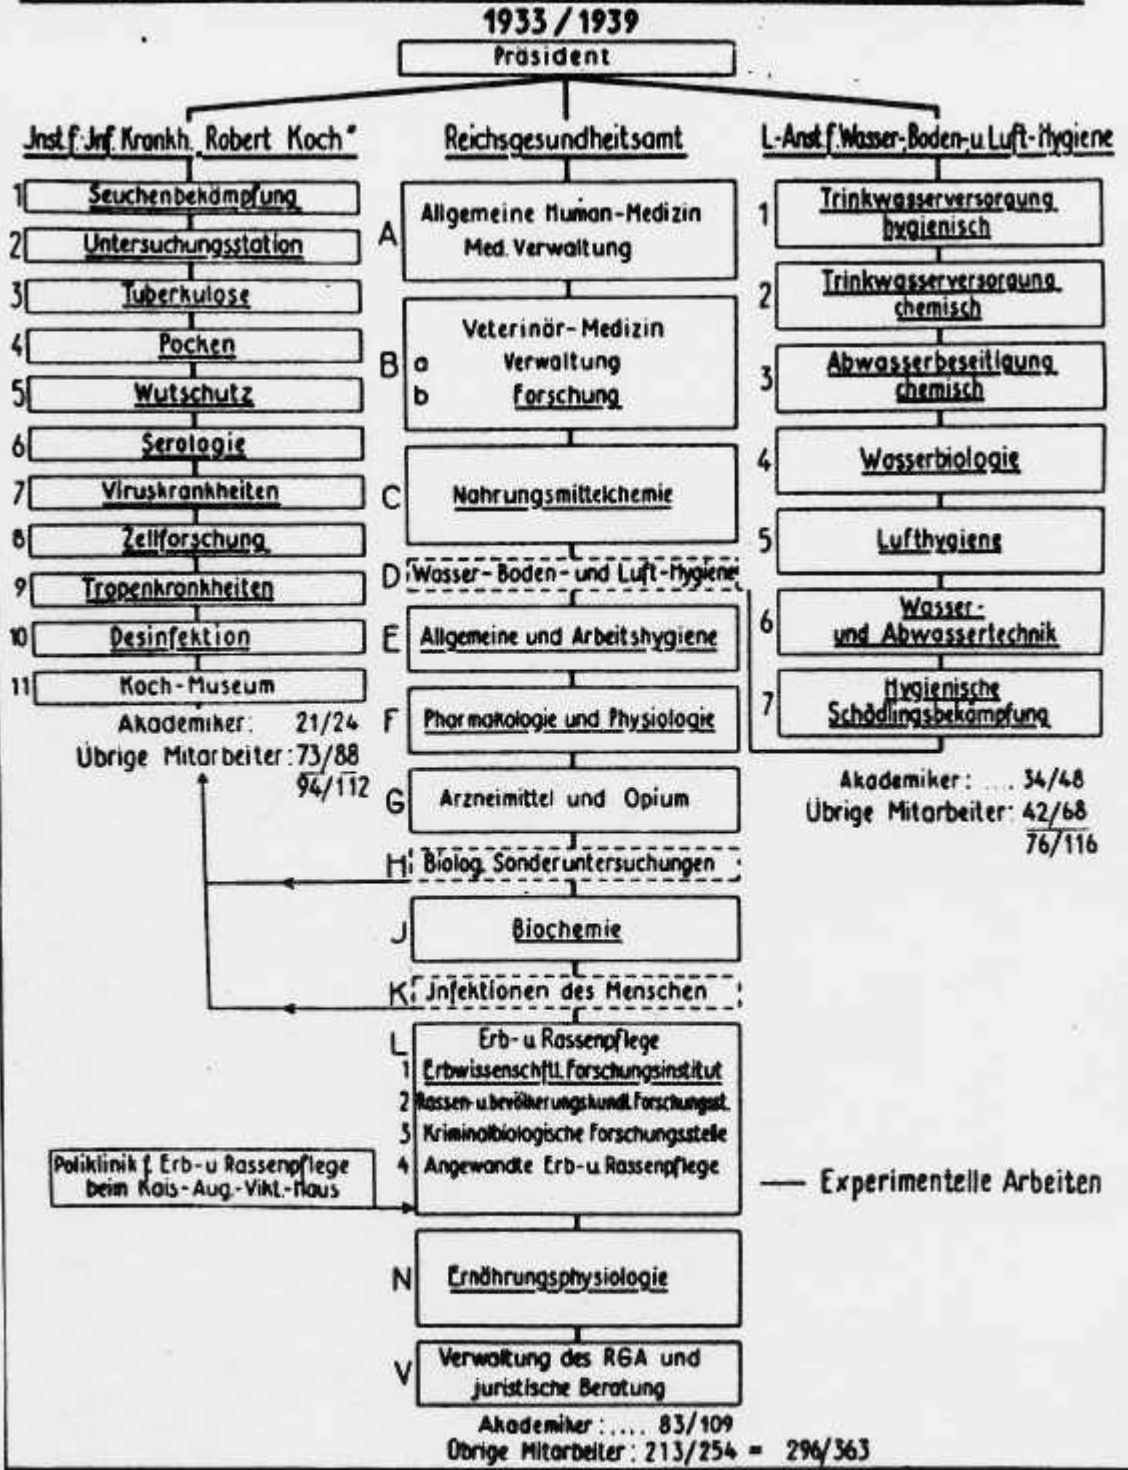 1933/1939
Präsident
Jnst.f.Jnf.Krankh. Robert Koch"
1 Seuchenbekämpfung
2 Untersuchungsstation
3 Tuberkulose
4 Pocken
5 Wutschutz
6 Serologie
7 Viruskrankheiten
8 Zellforschung
9 Tropenkrankheiten
10 Desinfektion
11 Koch-Museum
Akademiker: 21/24
Übrige Mitarbeiter: 73/88
94/112
Reichsgesundheitsamt
A Allgemeine Human-Medizin
Med. Verwaltung
B Veterinär-Medizin
a Verwaltung
b Forschung
C Nahrungsmittelchemie
D Wasser-Boden-und Luft-Hygiene
E Allgemeine und Arbeitshygiene
F Pharmakologie und Physiologie
G Arzneimittel und Opium
H Biolog. Sonderuntersuchungen
J Biochemie
K Jnfektionen des Menschen
L Erb-u Rassenpflege
1 Erbwissenschftl. Forschungsinstitut
2 Rassen-u bevölkerungskundl. Forschungsst.
3 Kriminalbiologische Forschungsstelle
4 Angewandte Erb-u Rassenpflege
Poliklinik f. Erb-u Rassenpflege
beim Kais-Aug.-Vikt.-Haus
N Ernährungsphysiologie
V Verwaltung des RGA und
juristische Beratung
Akademiker: .... 83/109
Übrige Mitarbeiter: 213/254 = 296/363
L-Anst.f.Wasser-Boden-u Luft-Hygiene
1 Trinkwasserversorgung
hygienisch
2 Trinkwasserversorgung
chemisch
3 Abwasserbeseitigung
chemisch
4 Wasserbiologie
5 Lufthygiene
6 Wasser-
und Abwassertechnik
7 Hygienische
Schädlingsbekämpfung
Akademiker: .... 34/48
Übrige Mitarbeiter: 42/68
76/116
— Experimentelle Arbeiten